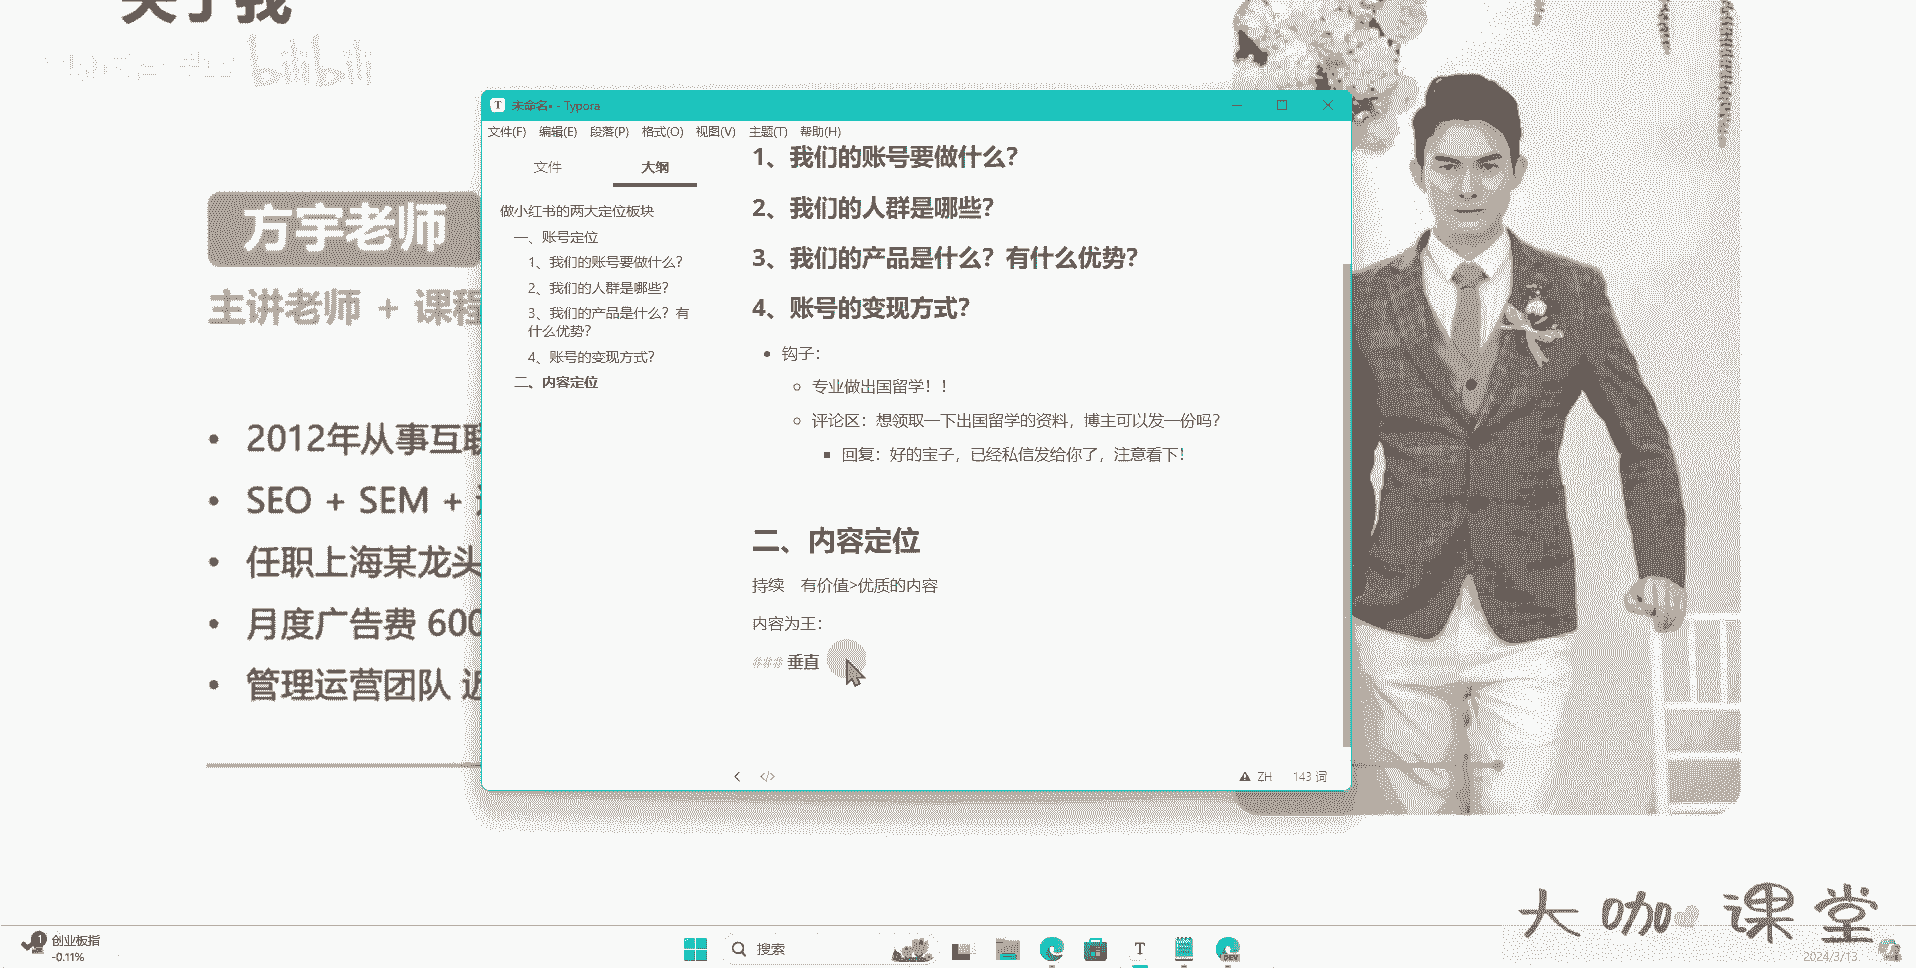 关于我
bilibili
方宇老师
主讲老师 + 课程
2012年从事互联
SEO + SEM +
任职上海某龙头
月度广告费 600
管理运营团队
未命名• - Typora
文件(F) 编辑(E) 段落(P) 格式(O) 视图(V) 主题(T) 帮助(H)
文件 大纲
做小红书的两大定位板块
一、账号定位
1、我们的账号要做什么？
2、我们的人群是哪些？
3、我们的产品是什么？有
什么优势？
4、账号的变现方式？
二、内容定位
1、我们的账号要做什么？
2、我们的人群是哪些？
3、我们的产品是什么？有什么优势？
4、账号的变现方式？
钩子：
专业做出国留学！！
评论区：想领取一下出国留学的资料，博主可以发一份吗？
回复：好的宝子，已经私信发给你了，注意看下！
二、内容定位
持续 有价值>优质的内容
内容为王：
### 垂直
ZH 143 词
大咖课堂
1
创业板指
-0.11%
搜索
T
DEV
2024/3/13